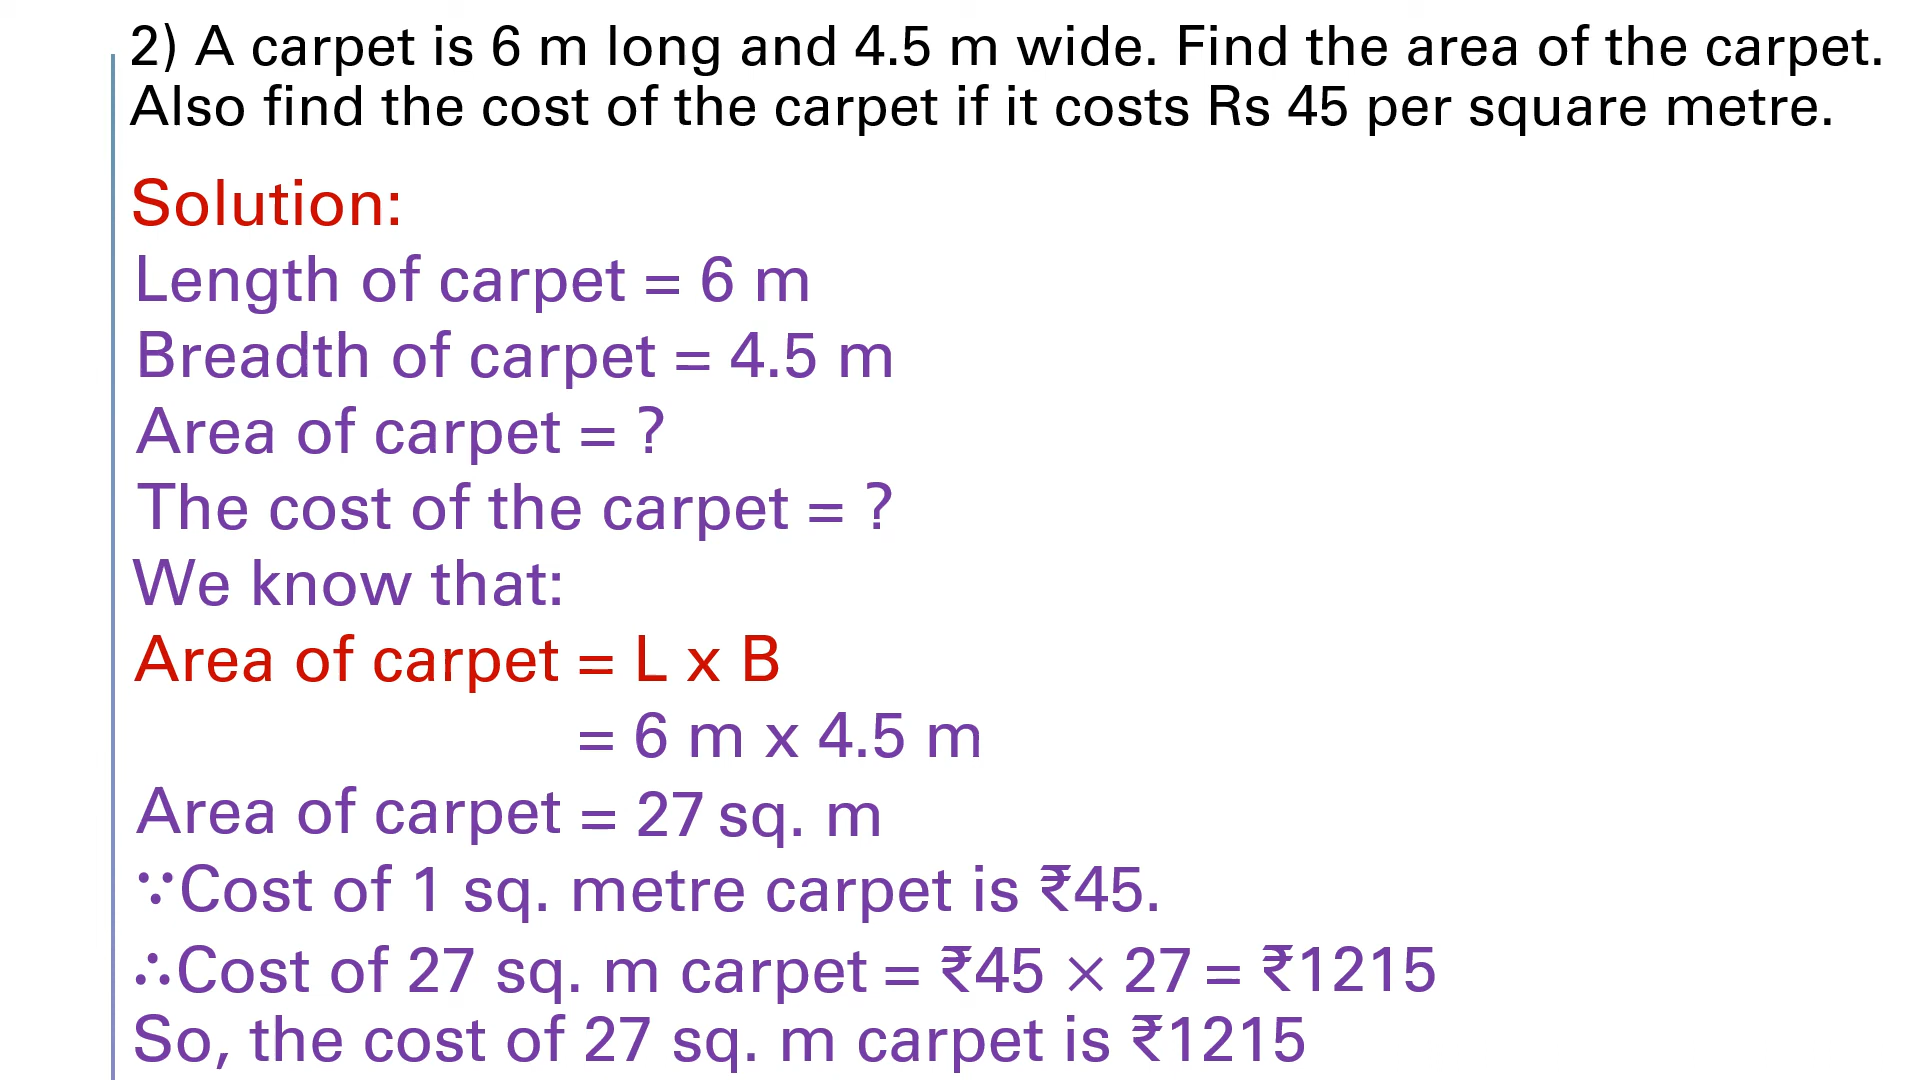 2) A carpet is 6 m long and 4.5 m wide. Find the area of the carpet.
Also find the cost of the carpet if it costs Rs 45 per square metre.
Solution:
Length of carpet = 6 m
Breadth of carpet = 4.5 m
Area of carpet = ?
The cost of the carpet = ?
We know that:
Area of carpet = L x B
= 6 m x 4.5 m
Area of carpet = 27 sq. m
∵Cost of 1 sq. metre carpet is ₹45.
∴Cost of 27 sq. m carpet = ₹45 × 27 = ₹1215
So, the cost of 27 sq. m carpet is ₹1215